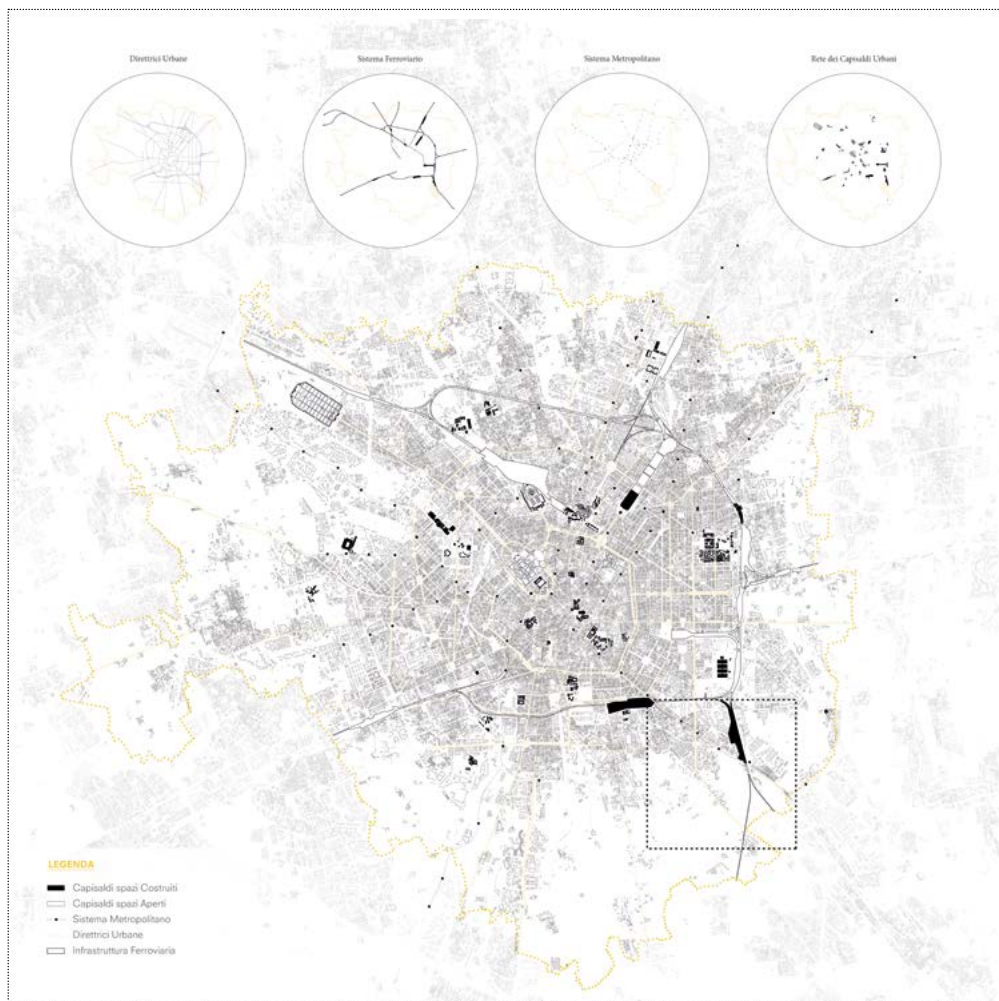 Direttrici Urbane
Sistema Ferroviario
Sistema Metropolitano
Rete dei Capisaldi Urbani
LEGENDA
Capisaldi spazi Costruiti
Capisaldi spazi Aperti
Sistema Metropolitano
Direttrici Urbane
Infrastruttura Ferroviaria